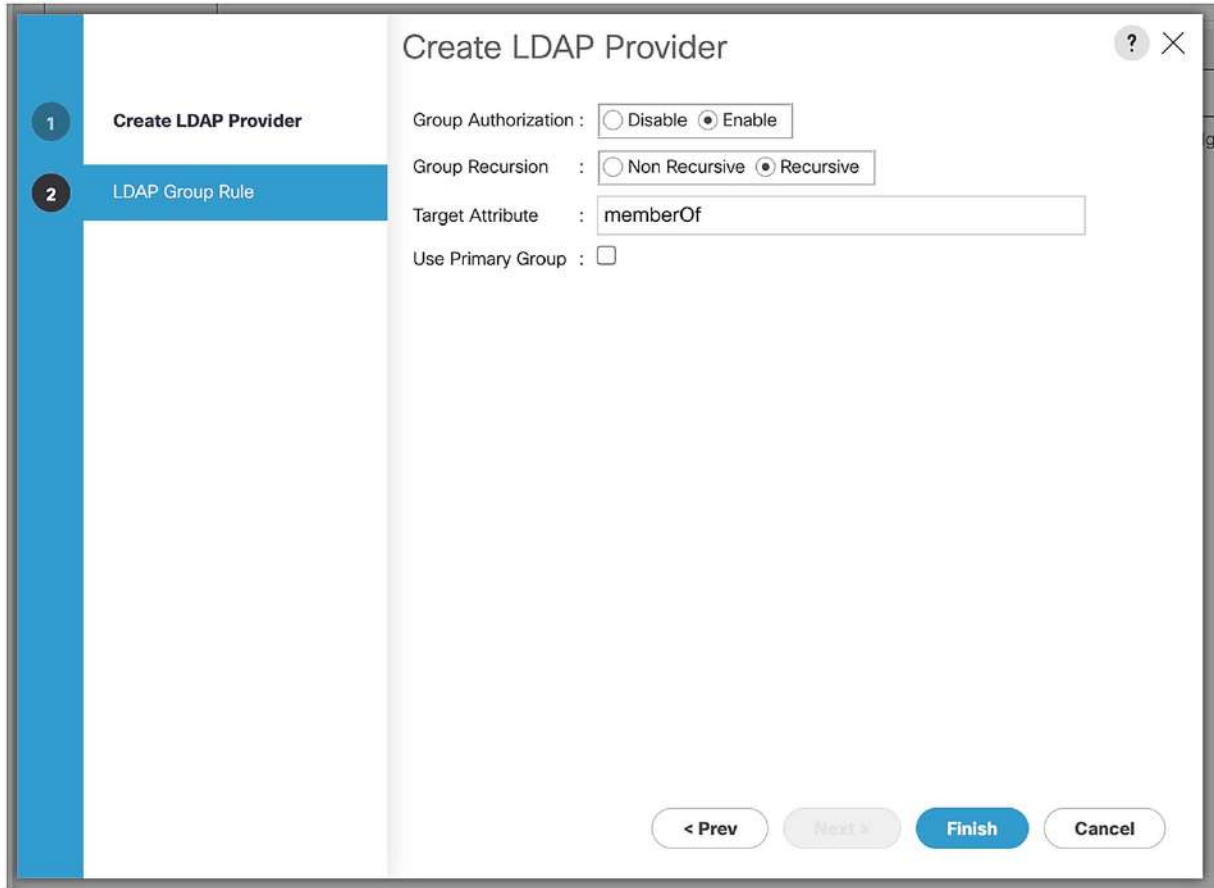 Create LDAP Provider
?
1
Create LDAP Provider
Group Authorization : Disable Enable
Group Recursion : Non Recursive Recursive
2
LDAP Group Rule
Target Attribute : memberOf
Use Primary Group :
< Prev
Next >
Finish
Cancel